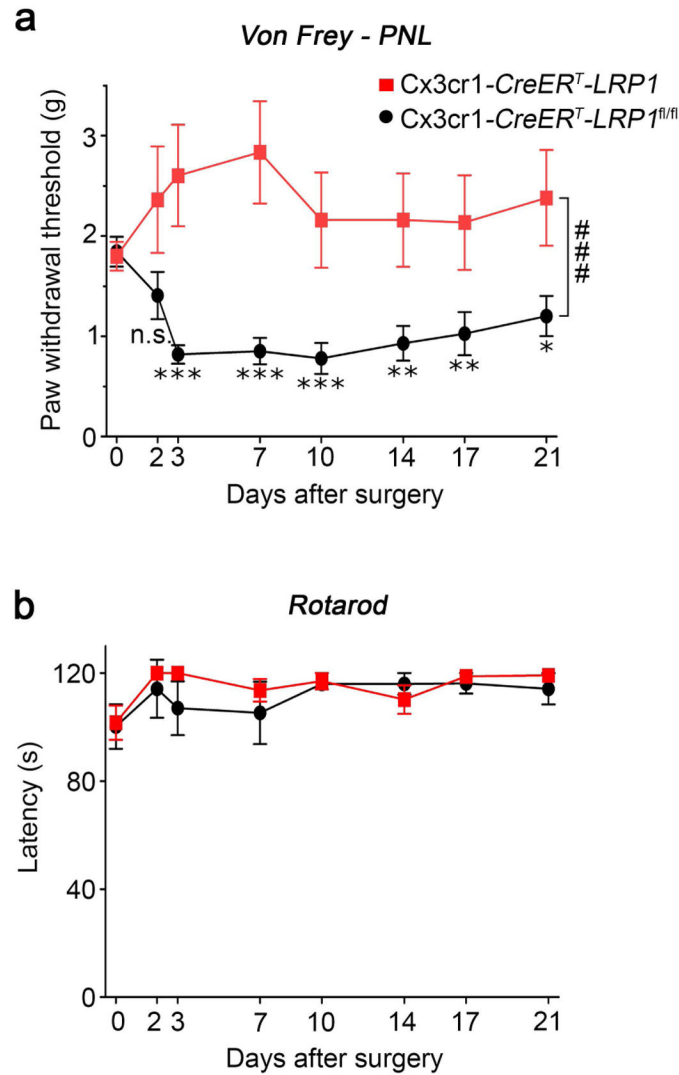 a
Von Frey - PNL
Cx3cr1-CreERᵀ-LRP1
Cx3cr1-CreERᵀ-LRP1fl/fl
Paw withdrawal threshold (g)
3
2
1
0
n.s.
*** *** *** ** ** *
###
0 2 3 7 10 14 17 21
Days after surgery
b
Rotarod
Latency (s)
120
80
40
0
0 2 3 7 10 14 17 21
Days after surgery